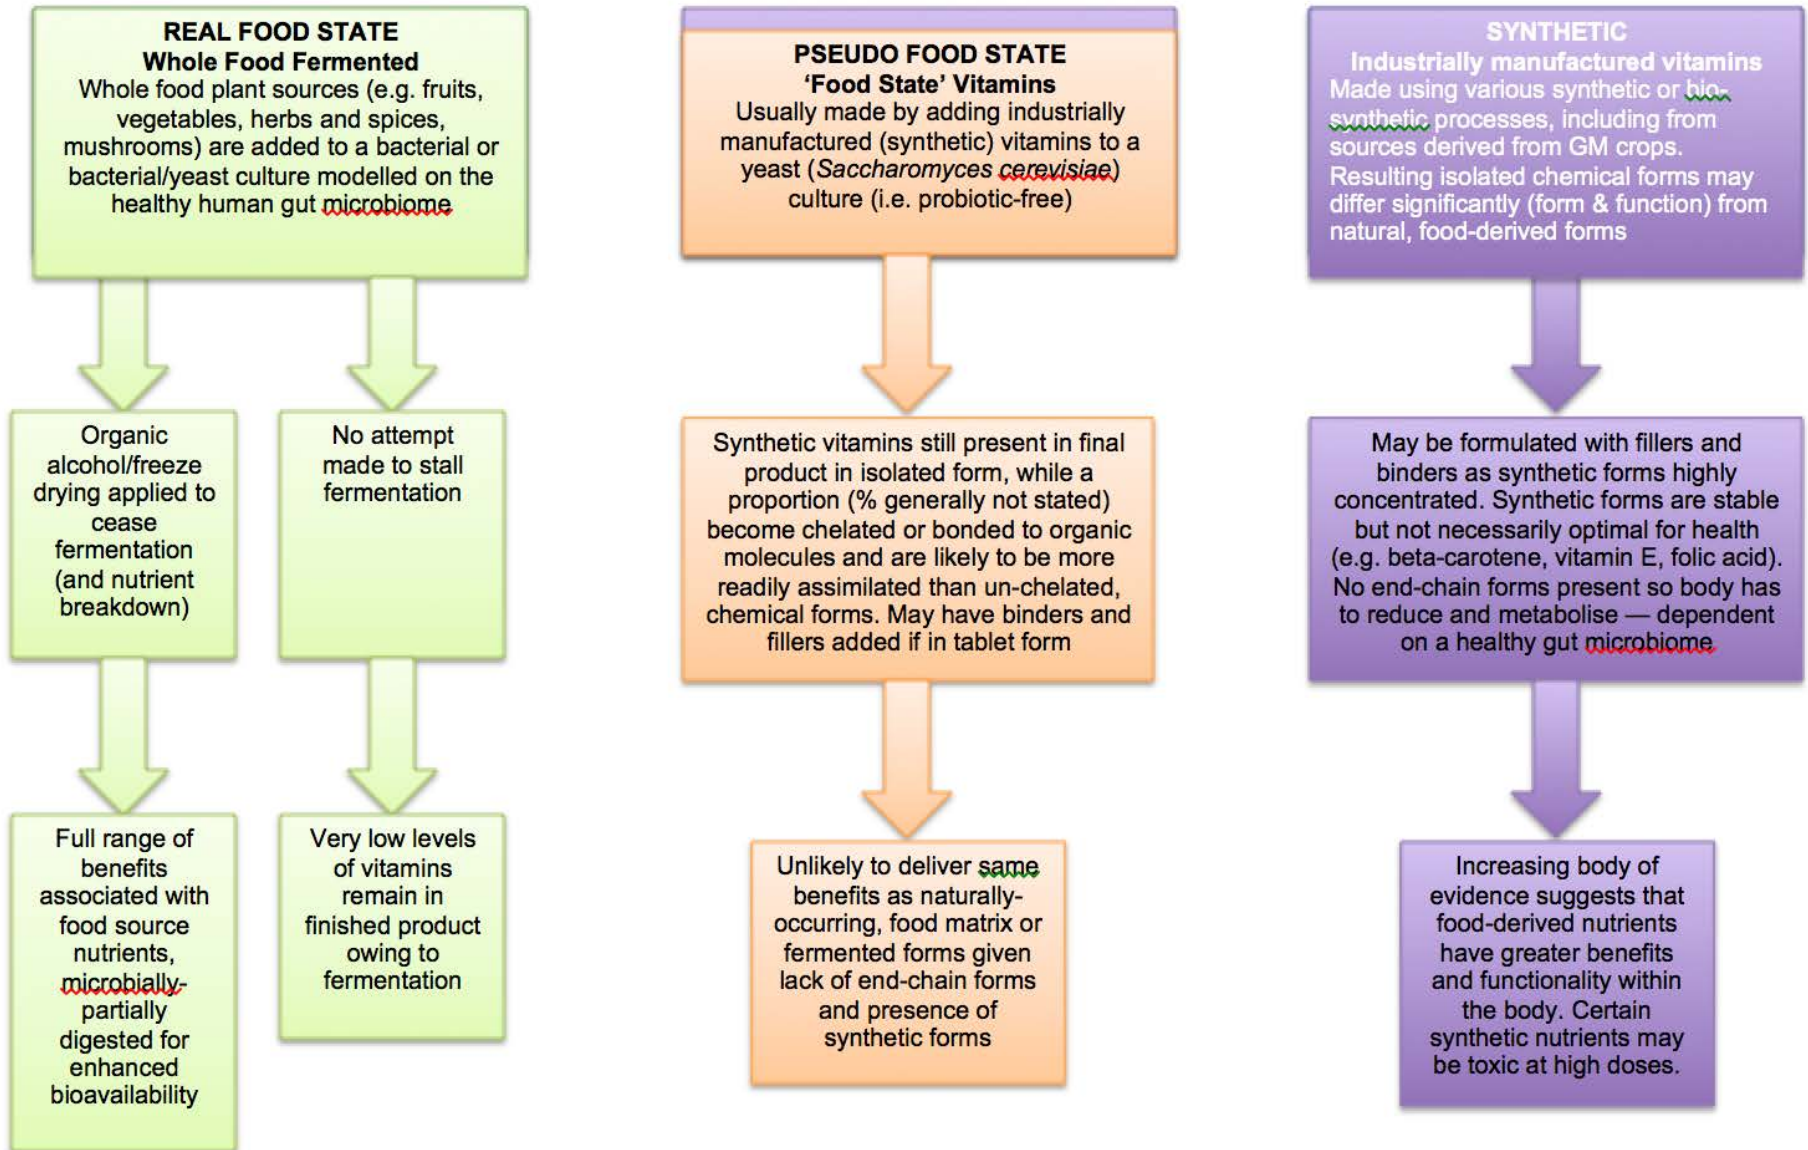 REAL FOOD STATE
Whole Food Fermented
Whole food plant sources (e.g. fruits,
vegetables, herbs and spices,
mushrooms) are added to a bacterial or
bacterial/yeast culture modelled on the
healthy human gut microbiome
Organic
alcohol/freeze
drying applied to
cease
fermentation
(and nutrient
breakdown)
Full range of
benefits
associated with
food source
nutrients,
microbially-
partially
digested for
enhanced
bioavailability
No attempt
made to stall
fermentation
Very low levels
of vitamins
remain in
finished product
owing to
fermentation
PSEUDO FOOD STATE
‘Food State’ Vitamins
Usually made by adding industrially
manufactured (synthetic) vitamins to a
yeast (Saccharomyces cerevisiae)
culture (i.e. probiotic-free)
Synthetic vitamins still present in final
product in isolated form, while a
proportion (% generally not stated)
become chelated or bonded to organic
molecules and are likely to be more
readily assimilated than un-chelated,
chemical forms. May have binders and
fillers added if in tablet form
Unlikely to deliver same
benefits as naturally-
occurring, food matrix or
fermented forms given
lack of end-chain forms
and presence of
synthetic forms
SYNTHETIC
Industrially manufactured vitamins
Made using various synthetic or bio-
synthetic processes, including from
sources derived from GM crops.
Resulting isolated chemical forms may
differ significantly (form & function) from
natural, food-derived forms
May be formulated with fillers and
binders as synthetic forms highly
concentrated. Synthetic forms are stable
but not necessarily optimal for health
(e.g. beta-carotene, vitamin E, folic acid).
No end-chain forms present so body has
to reduce and metabolise — dependent
on a healthy gut microbiome
Increasing body of
evidence suggests that
food-derived nutrients
have greater benefits
and functionality within
the body. Certain
synthetic nutrients may
be toxic at high doses.